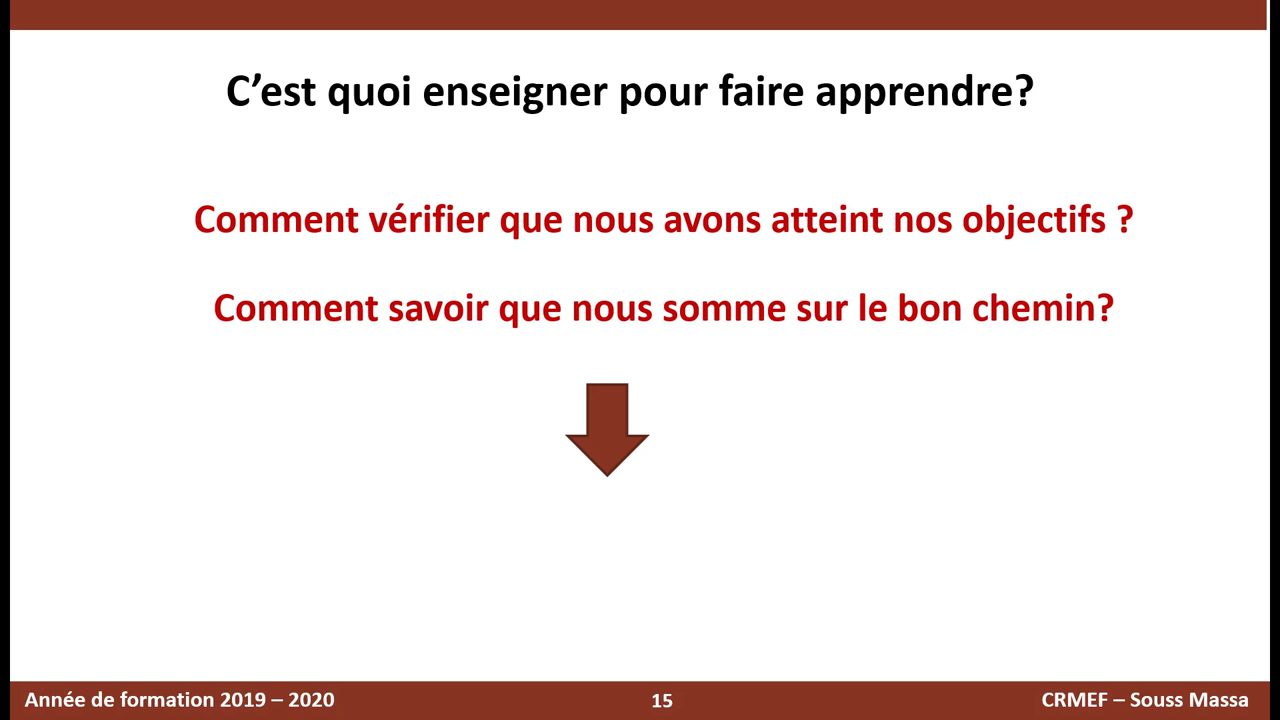 C’est quoi enseigner pour faire apprendre?
Comment vérifier que nous avons atteint nos objectifs ?
Comment savoir que nous somme sur le bon chemin?
Année de formation 2019 – 2020
15
CRMEF – Souss Massa